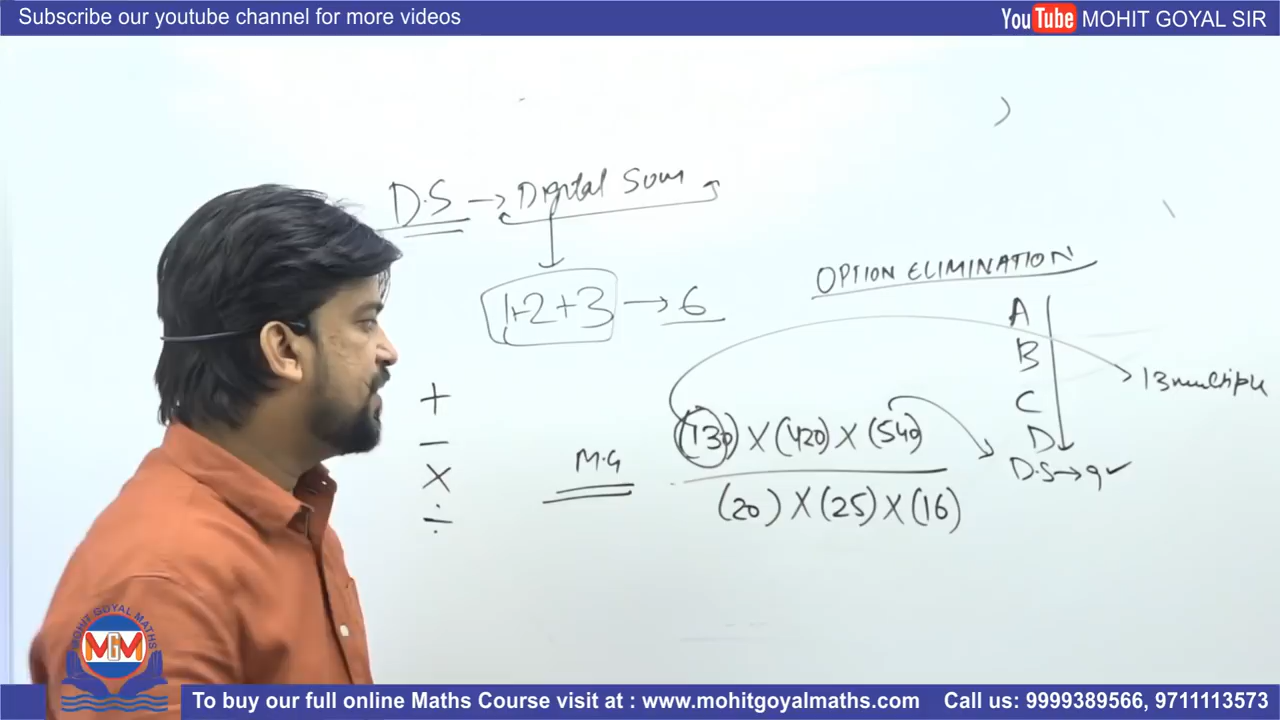 Subscribe our youtube channel for more videos
YouTube MOHIT GOYAL SIR
D.S → Digital Sum
1+2+3 → 6
OPTION ELIMINATION
A
B
C
D
13 multiple
D.S → 9 ✓
+
−
×
÷
M.G
(130) × (420) × (540)
(20) × (25) × (16)
MOHIT GOYAL MATHS
MGM
To buy our full online Maths Course visit at : www.mohitgoyalmaths.com Call us: 9999389566, 9711113573